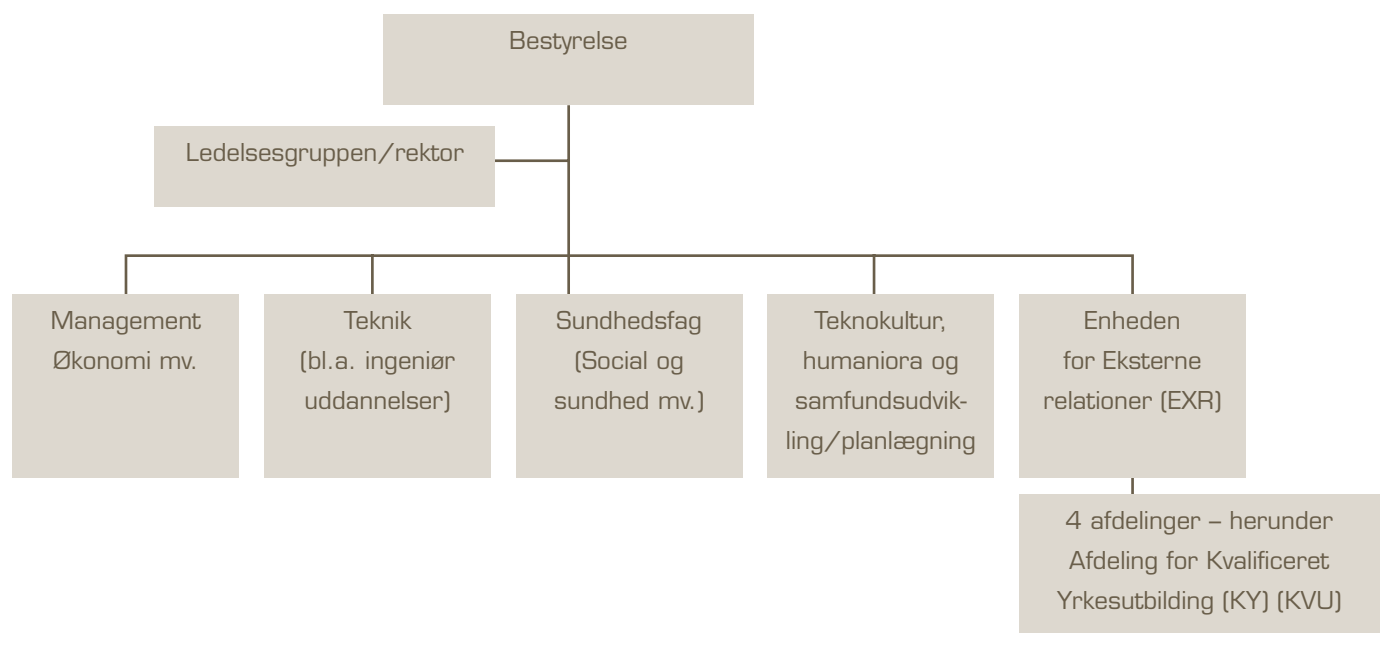 Bestyrelse
Ledelsesgruppen/rektor
Management
Økonomi mv.
Teknik
(bl.a. ingeniør
uddannelser)
Sundhedsfag
(Social og
sundhed mv.)
Teknokultur,
humaniora og
samfundsudvik-
ling/planlægning
Enheden
for Eksterne
relationer (EXR)
4 afdelinger – herunder
Afdeling for Kvalificeret
Yrkesutbilding (KY) (KVU)